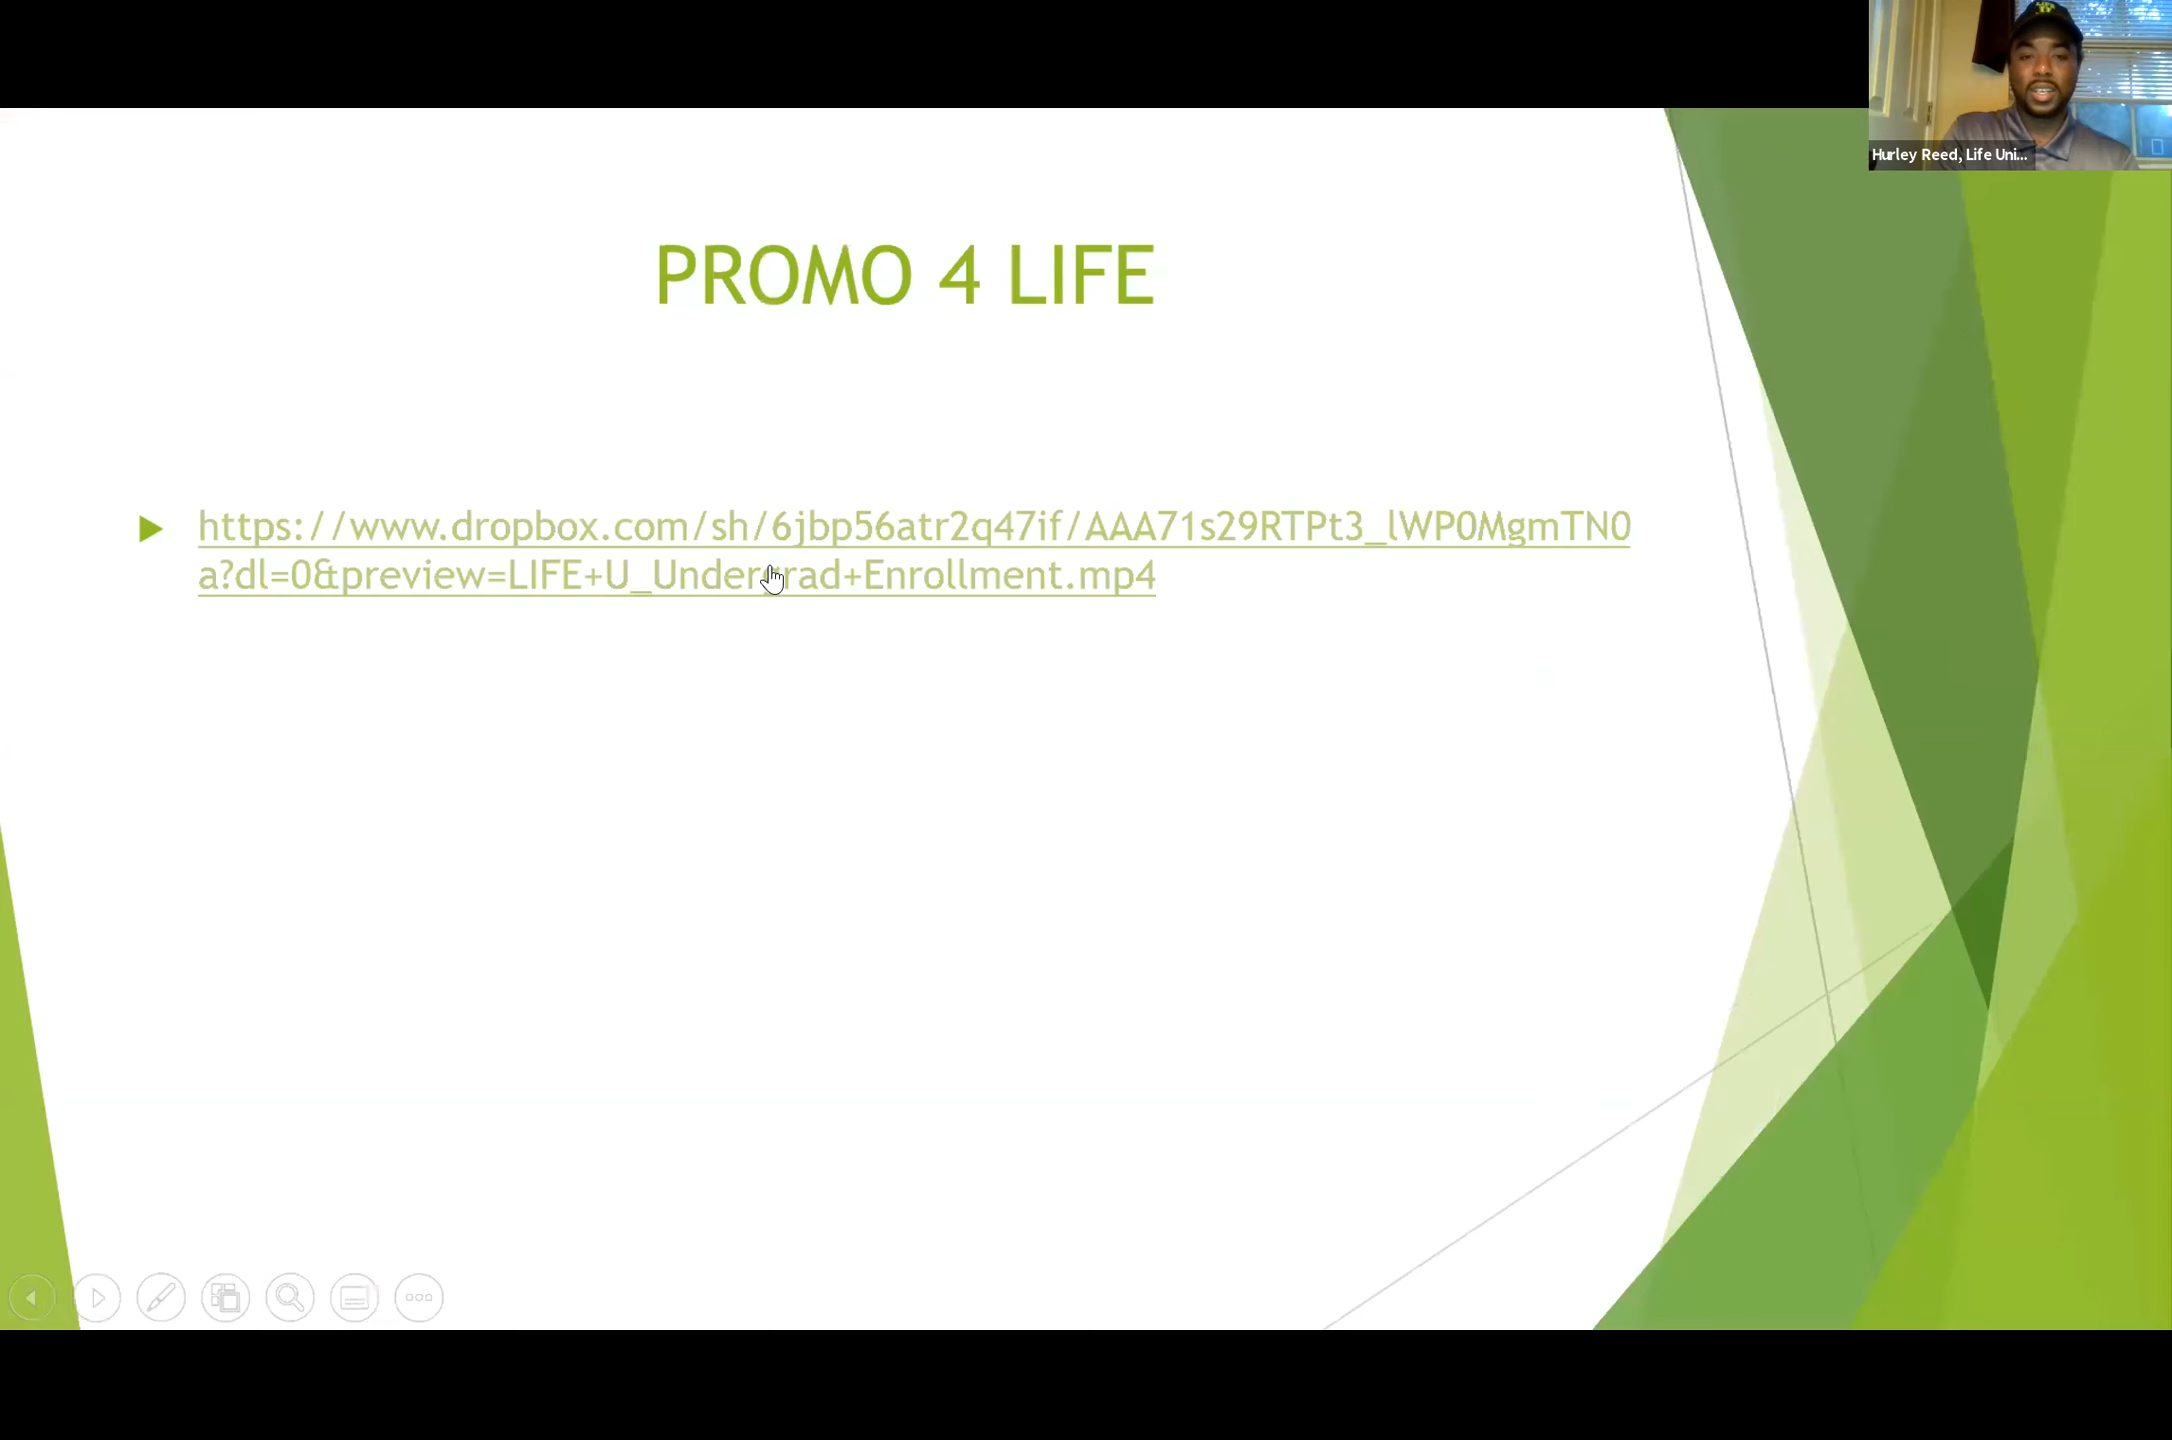 Hurley Reed, Life Uni...
PROMO 4 LIFE
https://www.dropbox.com/sh/6jbp56atr2q47if/AAA71s29RTPt3_lWP0MgmTN0
a?dl=0&preview=LIFE+U_Undergrad+Enrollment.mp4